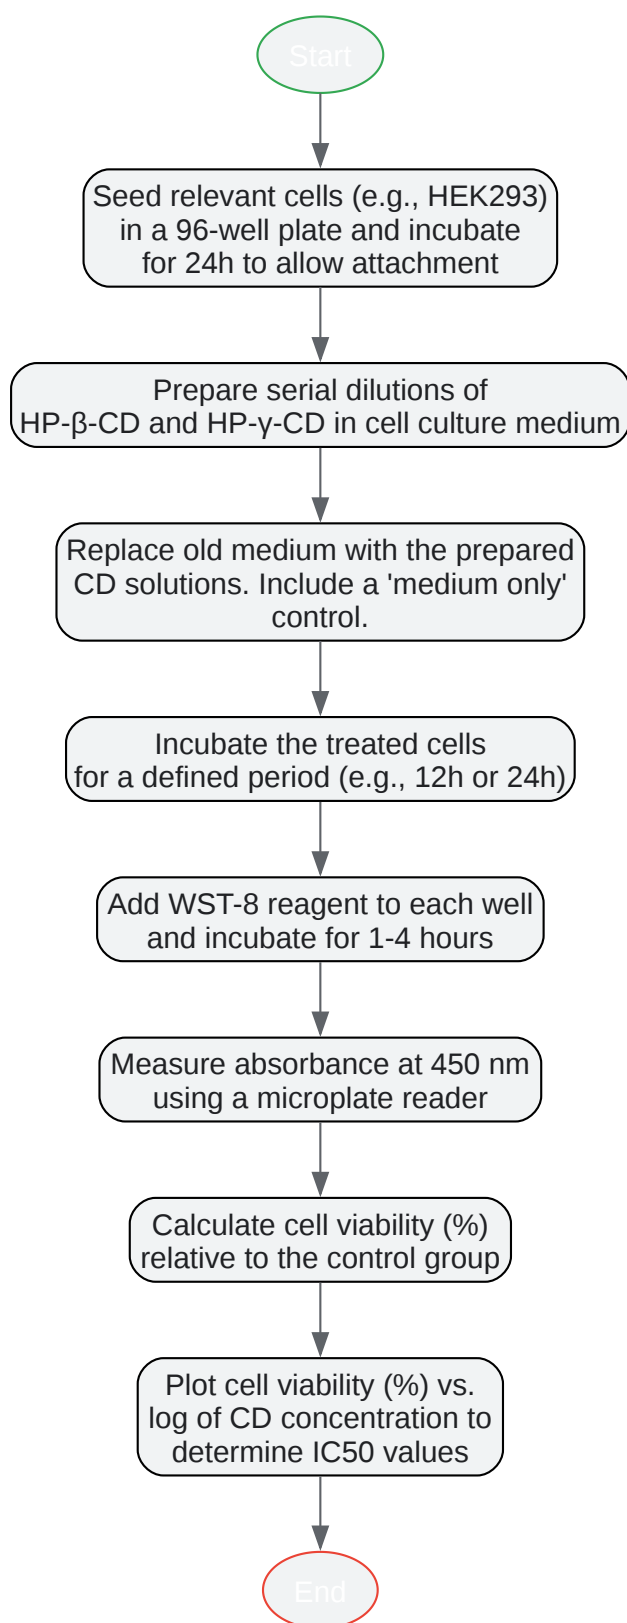 Start
Seed relevant cells (e.g., HEK293)
in a 96-well plate and incubate
for 24h to allow attachment
Prepare serial dilutions of
HP-β-CD and HP-γ-CD in cell culture medium
Replace old medium with the prepared
CD solutions. Include a 'medium only'
control.
Incubate the treated cells
for a defined period (e.g., 12h or 24h)
Add WST-8 reagent to each well
and incubate for 1-4 hours
Measure absorbance at 450 nm
using a microplate reader
Calculate cell viability (%)
relative to the control group
Plot cell viability (%) vs.
log of CD concentration to
determine IC50 values
End